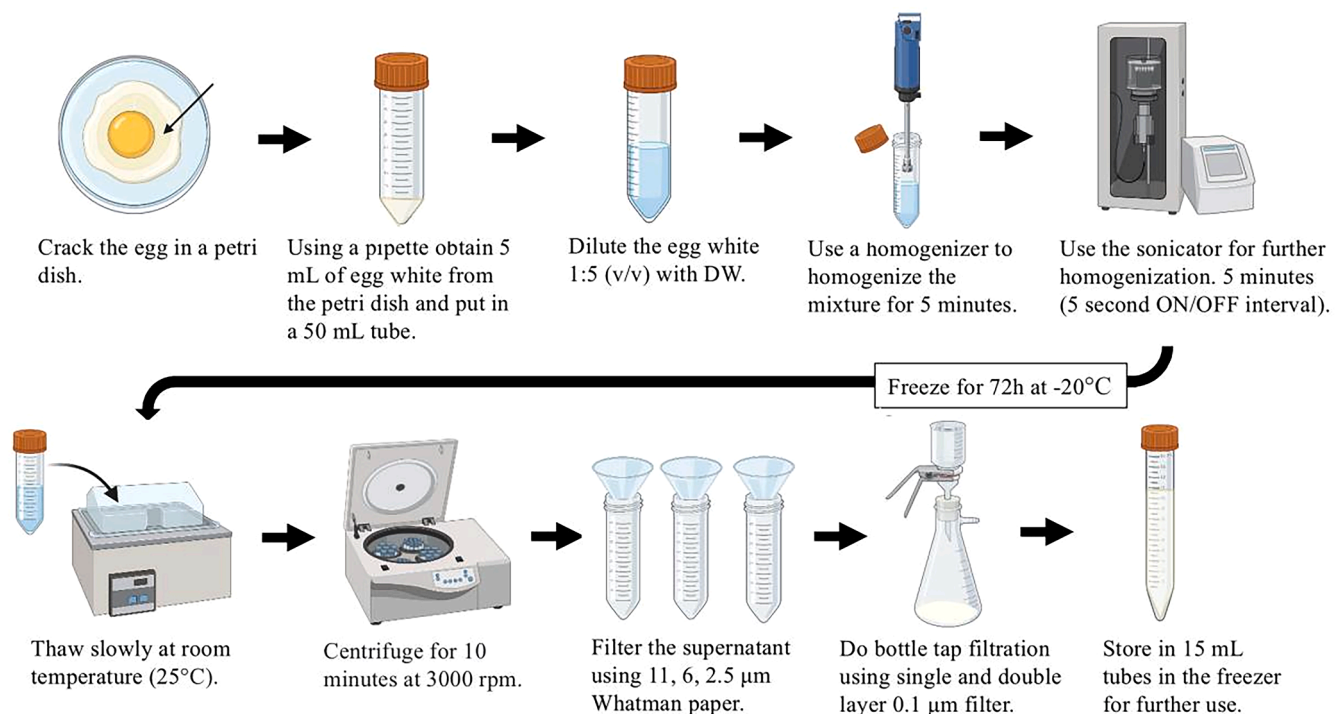 Crack the egg in a petri
dish.
Using a pipette obtain 5
mL of egg white from
the petri dish and put in
a 50 mL tube.
Dilute the egg white
1:5 (v/v) with DW.
Use a homogenizer to
homogenize the
mixture for 5 minutes.
Use the sonicator for further
homogenization. 5 minutes
(5 second ON/OFF interval).
Freeze for 72h at -20°C
Thaw slowly at room
temperature (25°C).
Centrifuge for 10
minutes at 3000 rpm.
Filter the supernatant
using 11, 6, 2.5 µm
Whatman paper.
Do bottle tap filtration
using single and double
layer 0.1 µm filter.
Store in 15 mL
tubes in the freezer
for further use.